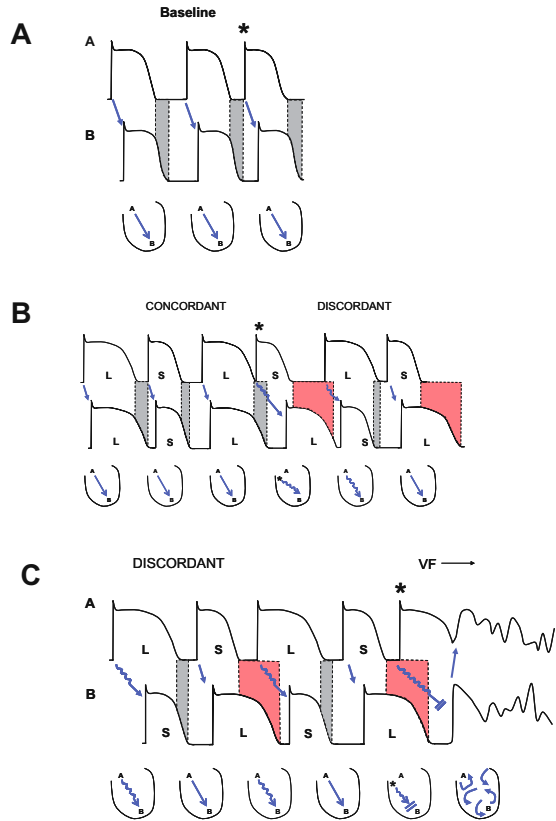 Baseline
A
A
*
B
A B A B A B
B
CONCORDANT DISCORDANT
*
L S L S L S
L S L L S L
A B A B A B * A B A B A B
C
DISCORDANT VF
A
*
L S L S
B
S L S L
A B A B A B A B * A B A B